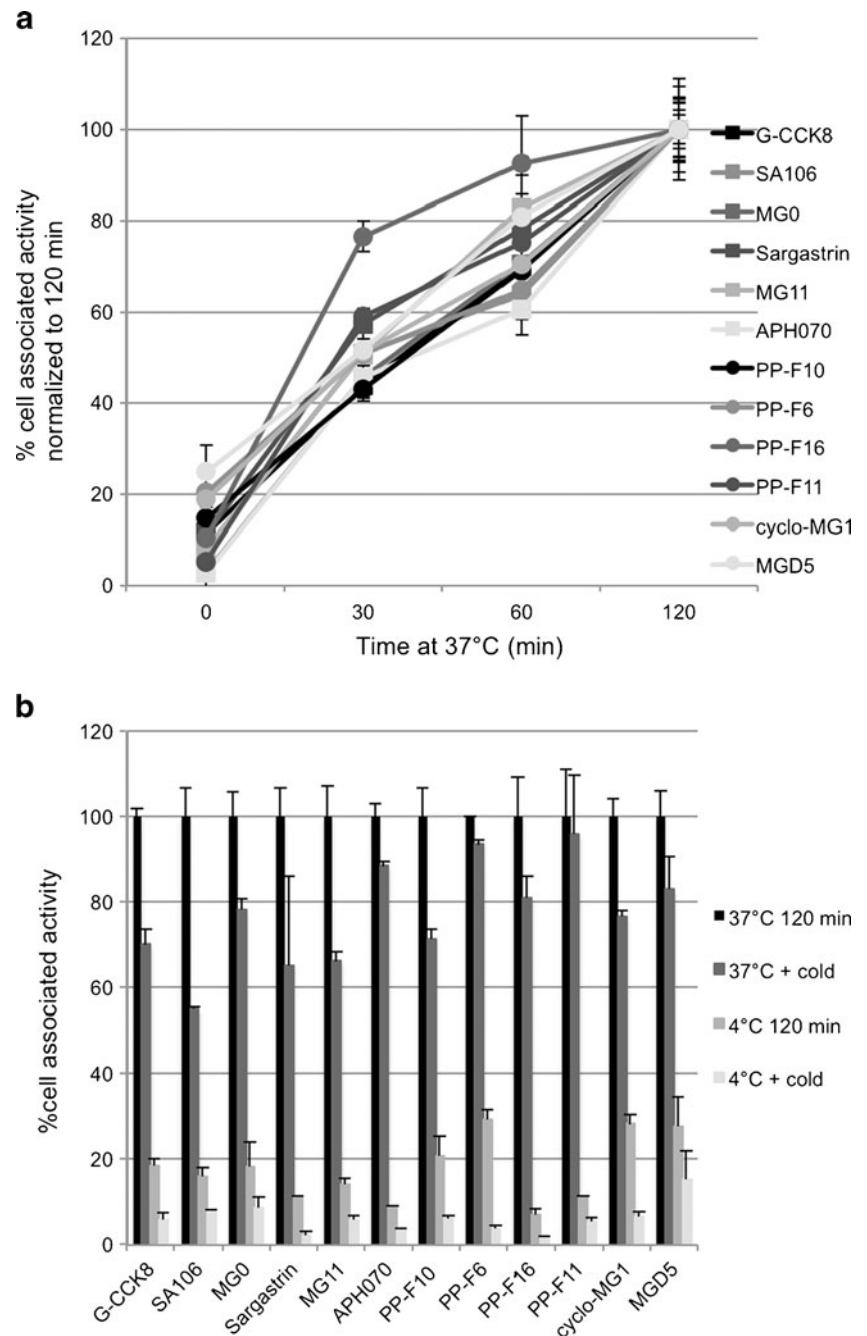 a
120
100
80
60
40
20
0
% cell associated activity
normalized to 120 min
0 30 60 120
Time at 37°C (min)
G-CCK8
SA106
MG0
Sargastrin
MG11
APH070
PP-F10
PP-F6
PP-F16
PP-F11
cyclo-MG1
MGD5
b
120
100
80
60
40
20
0
%cell associated activity
G-CCK8 SA106 MG0 Sargastrin MG11 APH070 PP-F10 PP-F6 PP-F16 PP-F11 cyclo-MG1 MGD5
37°C 120 min
37°C + cold
4°C 120 min
4°C + cold